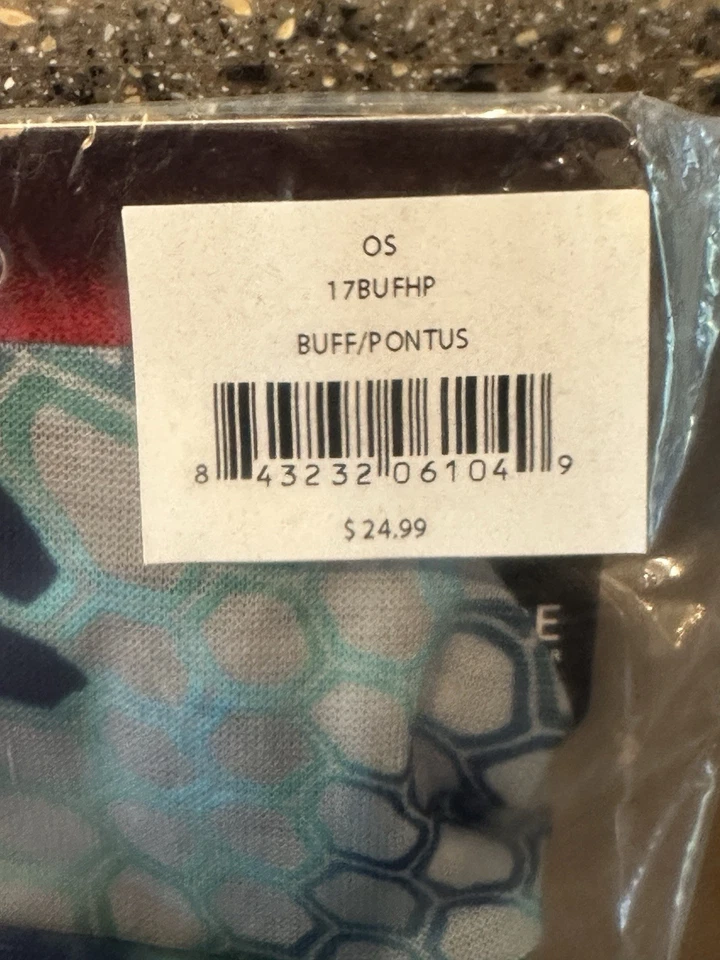 OS
17BUFHP
BUFF/PONTUS
8 43232 06104 9
$24.99
E